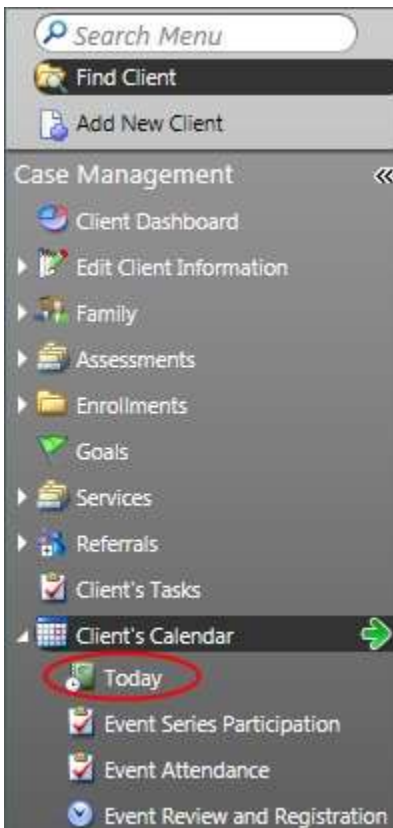 Search Menu
Find Client
Add New Client
Case Management
Client Dashboard
Edit Client Information
Family
Assessments
Enrollments
Goals
Services
Referrals
Client's Tasks
Client's Calendar
Today
Event Series Participation
Event Attendance
Event Review and Registration